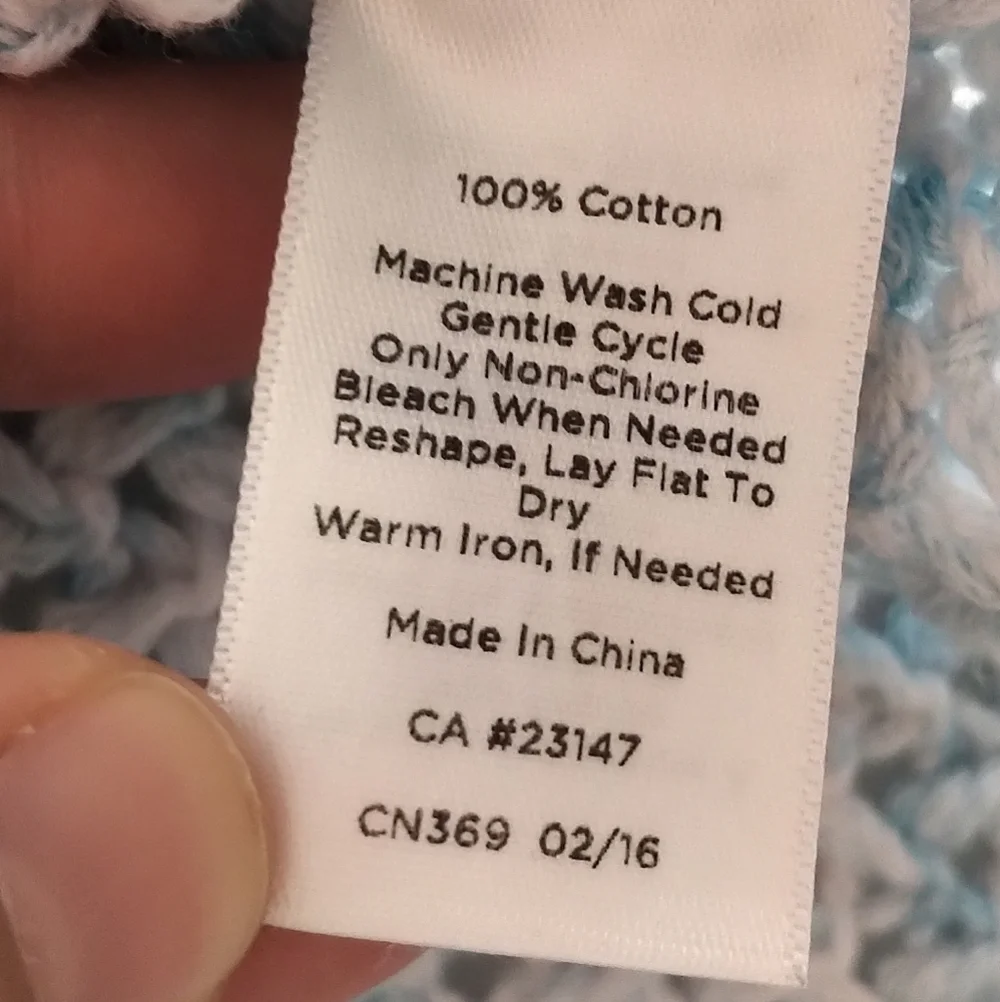 100% Cotton
Machine Wash Cold
Gentle Cycle
Only Non-Chlorine
Bleach When Needed
Reshape, Lay Flat To
Dry
Warm Iron, If Needed
Made In China
CA #23147
CN369 02/16